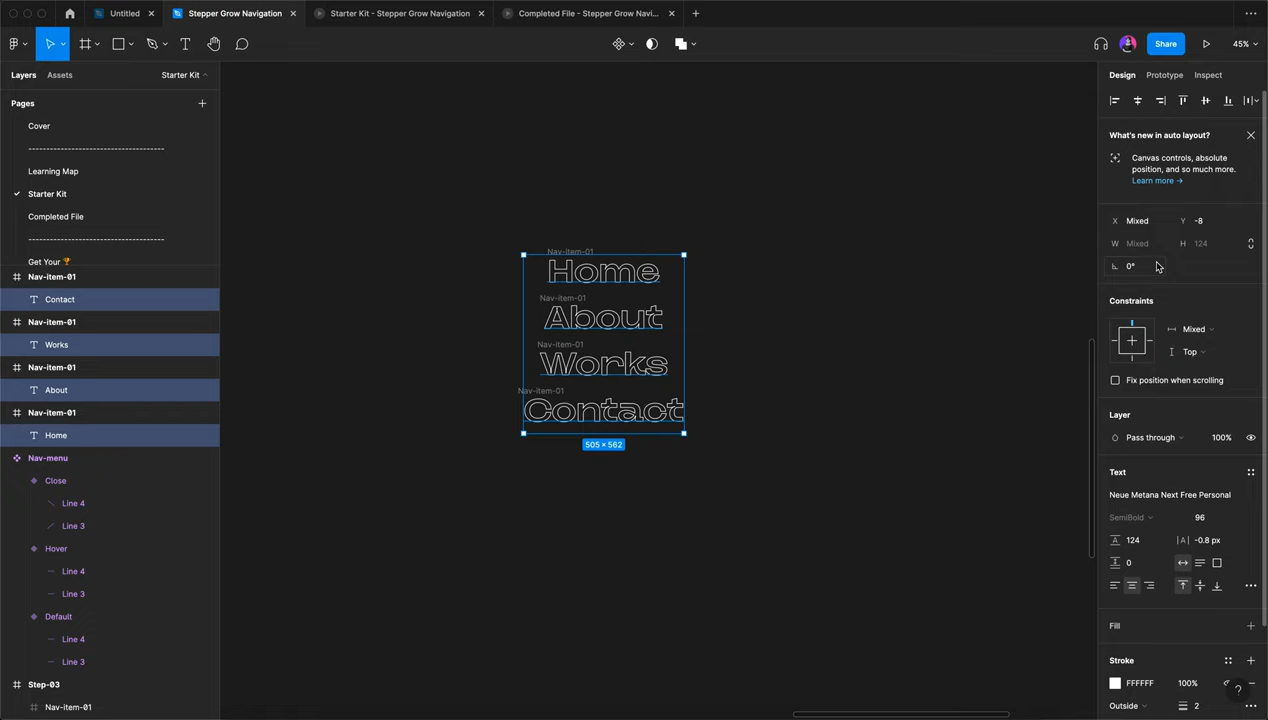 Untitled
Stepper Grow Navigation
Starter Kit - Stepper Grow Navigation
Completed File - Stepper Grow Navi...
Share
45%
Layers
Assets
Starter Kit
Pages
Cover
---------------------------------------
Learning Map
Starter Kit
Completed File
---------------------------------------
Get Your 🏆
Nav-item-01
Contact
Nav-item-01
Works
Nav-item-01
About
Nav-item-01
Home
Nav-menu
Close
Line 4
Line 3
Hover
Line 4
Line 3
Default
Line 4
Line 3
Step-03
Nav-item-01
Nav-item-01
Home
Nav-item-01
About
Nav-item-01
Works
Nav-item-01
Contact
505 × 562
Design
Prototype
Inspect
What's new in auto layout?
Canvas controls, absolute
position, and so much more.
Learn more →
X Mixed
Y -8
W Mixed
H 124
0°
Constraints
Mixed
Top
Fix position when scrolling
Layer
Pass through
100%
Text
Neue Metana Next Free Personal
SemiBold
96
124
-0.8 px
0
Fill
Stroke
FFFFFF
100%
?
Outside
2